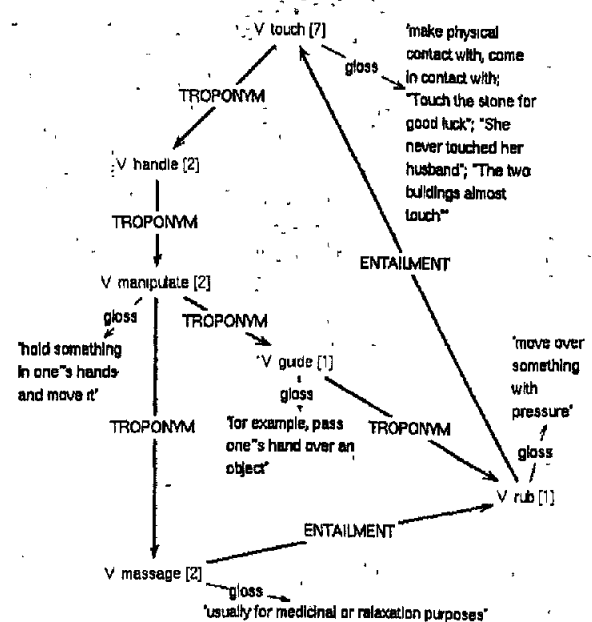 V touch [7]
gloss
'make physical
contact with, come
in contact with;
"Touch the stone for
good luck"; "She
never touched her
husband"; "The two
buildings almost
touch"'
TROPONYM
V handle [2]
TROPONYM
ENTAILMENT
V manipulate [2]
gloss
TROPONYM
'hold something
in one''s hands
and move it'
V guide [1]
gloss
'for example, pass
one''s hand over an
object'
'move over
something
with
pressure'
gloss
TROPONYM
TROPONYM
V rub [1]
ENTAILMENT
V massage [2]
gloss
'usually for medicinal or relaxation purposes'